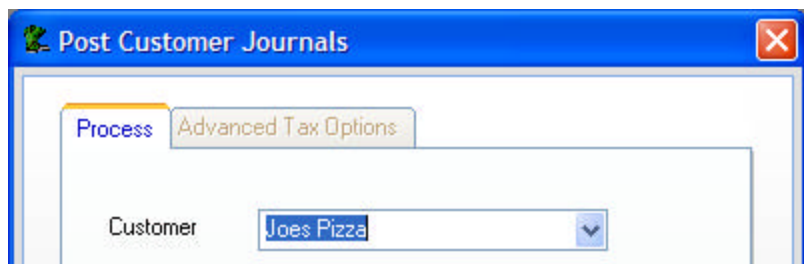 Post Customer Journals
Process Advanced Tax Options
Customer Joes Pizza